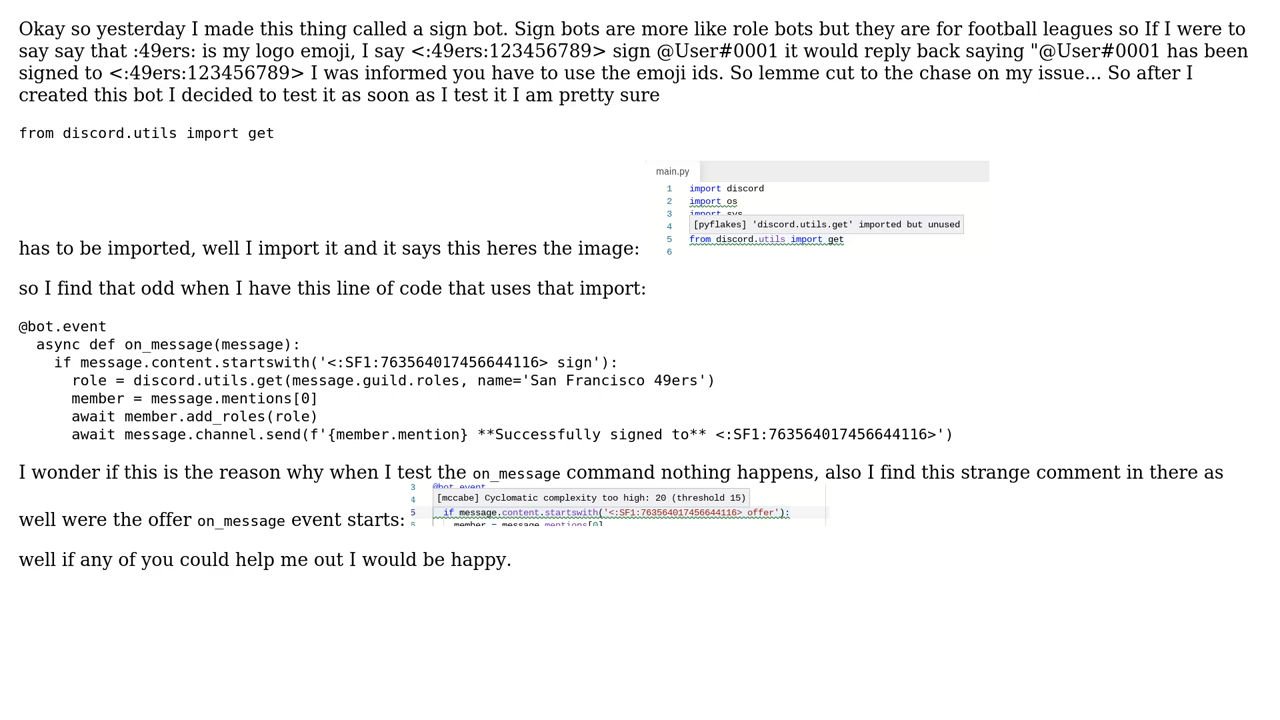 Okay so yesterday I made this thing called a sign bot. Sign bots are more like role bots but they are for football leagues so If I were to
say say that :49ers: is my logo emoji, I say <:49ers:123456789> sign @User#0001 it would reply back saying "@User#0001 has been
signed to <:49ers:123456789> I was informed you have to use the emoji ids. So lemme cut to the chase on my issue... So after I
created this bot I decided to test it as soon as I test it I am pretty sure
from discord.utils import get
main.py
1 import discord
2 import os
3 import sys
4 [pyflakes] 'discord.utils.get' imported but unused
5 from discord.utils import get
6
has to be imported, well I import it and it says this heres the image:
so I find that odd when I have this line of code that uses that import:
@bot.event
async def on_message(message):
if message.content.startswith('<:SF1:763564017456644116> sign'):
role = discord.utils.get(message.guild.roles, name='San Francisco 49ers')
member = message.mentions[0]
await member.add_roles(role)
await message.channel.send(f'{member.mention} **Successfully signed to** <:SF1:763564017456644116>')
I wonder if this is the reason why when I test the on_message command nothing happens, also I find this strange comment in there as
3 @bot.event
4 [mccabe] Cyclomatic complexity too high: 20 (threshold 15)
5 if message.content.startswith('<:SF1:763564017456644116> offer'):
6 member = message.mentions[0]
well were the offer on_message event starts:
well if any of you could help me out I would be happy.